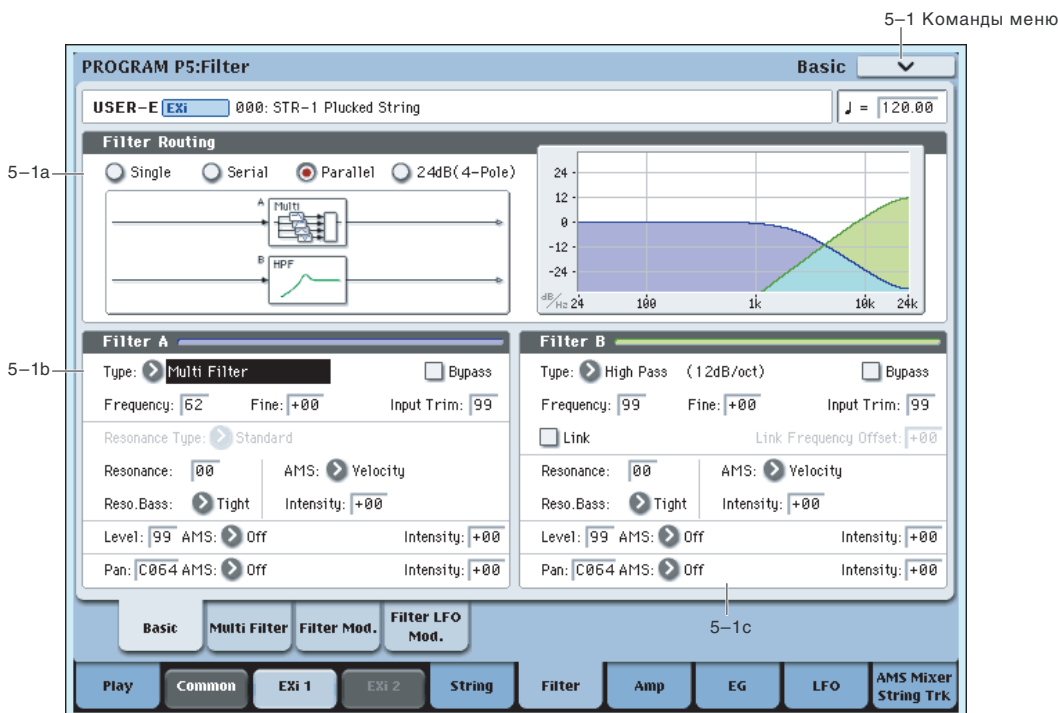 5–1 Команды меню
PROGRAM P5:Filter
Basic
USER-E EXi 000: STR-1 Plucked String
♩ = 120.00
Filter Routing
5–1a
Single
Serial
Parallel
24dB(4-Pole)
A Multi
B HPF
24
12
0
-12
-24
dB/Hz 24 100 1k 10k 24k
5–1b
Filter A
Type: Multi Filter
Bypass
Frequency: 62 Fine: +00 Input Trim: 99
Resonance Type: Standard
Resonance: 00 AMS: Velocity
Reso.Bass: Tight Intensity: +00
Level: 99 AMS: Off Intensity: +00
Pan: C064 AMS: Off Intensity: +00
Filter B
Type: High Pass (12dB/oct)
Bypass
Frequency: 99 Fine: +00 Input Trim: 99
Link Link Frequency Offset: +00
Resonance: 00 AMS: Velocity
Reso.Bass: Tight Intensity: +00
Level: 99 AMS: Off Intensity: +00
Pan: C064 AMS: Off Intensity: +00
5–1c
Basic
Multi Filter
Filter Mod.
Filter LFO
Mod.
Play
Common
EXi 1
EXi 2
String
Filter
Amp
EG
LFO
AMS Mixer
String Trk